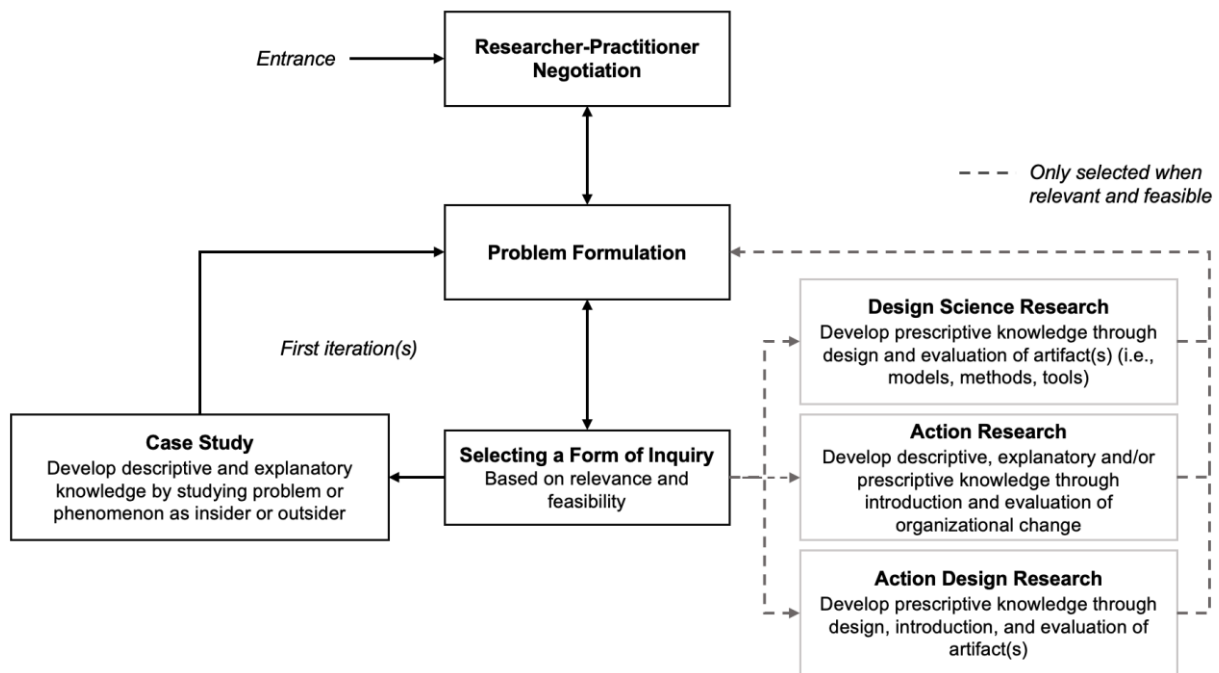 Entrance
Researcher-Practitioner
Negotiation
Only selected when
relevant and feasible
Problem Formulation
First iteration(s)
Case Study
Develop descriptive and explanatory
knowledge by studying problem or
phenomenon as insider or outsider
Selecting a Form of Inquiry
Based on relevance and
feasibility
Design Science Research
Develop prescriptive knowledge through
design and evaluation of artifact(s) (i.e.,
models, methods, tools)
Action Research
Develop descriptive, explanatory and/or
prescriptive knowledge through
introduction and evaluation of
organizational change
Action Design Research
Develop prescriptive knowledge through
design, introduction, and evaluation of
artifact(s)